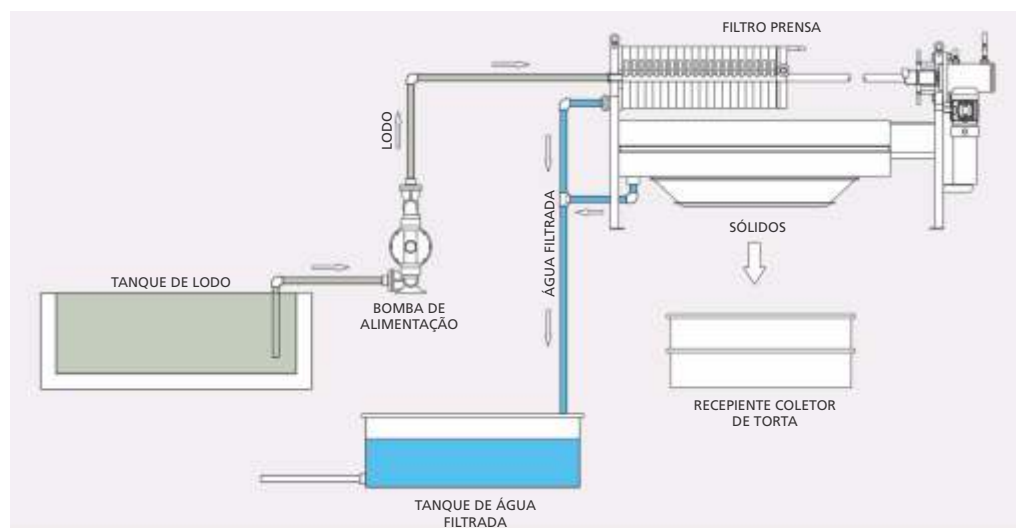 FILTRO PRENSA
LODO
ÁGUA FILTRADA
SÓLIDOS
TANQUE DE LODO
BOMBA DE
ALIMENTAÇÃO
RECEPIENTE COLETOR
DE TORTA
TANQUE DE ÁGUA
FILTRADA